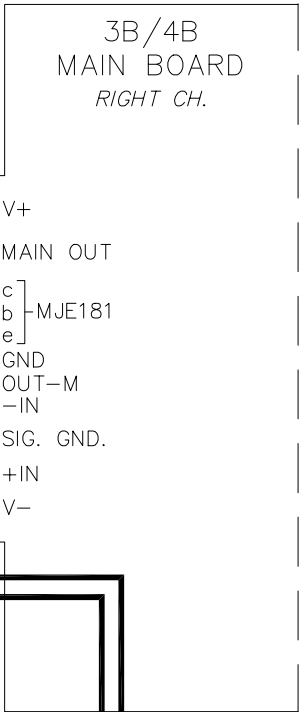 3B/4B
MAIN BOARD
RIGHT CH.
V+
MAIN OUT
c
b -MJE181
e
GND
OUT-M
-IN
SIG. GND.
+IN
V-